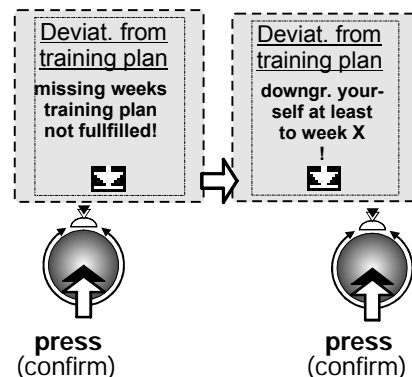 Deviat. from
training plan
missing weeks
training plan
not fullfilled!
press
(confirm)
Deviat. from
training plan
downgr. your-
self at least
to week X
!
press
(confirm)